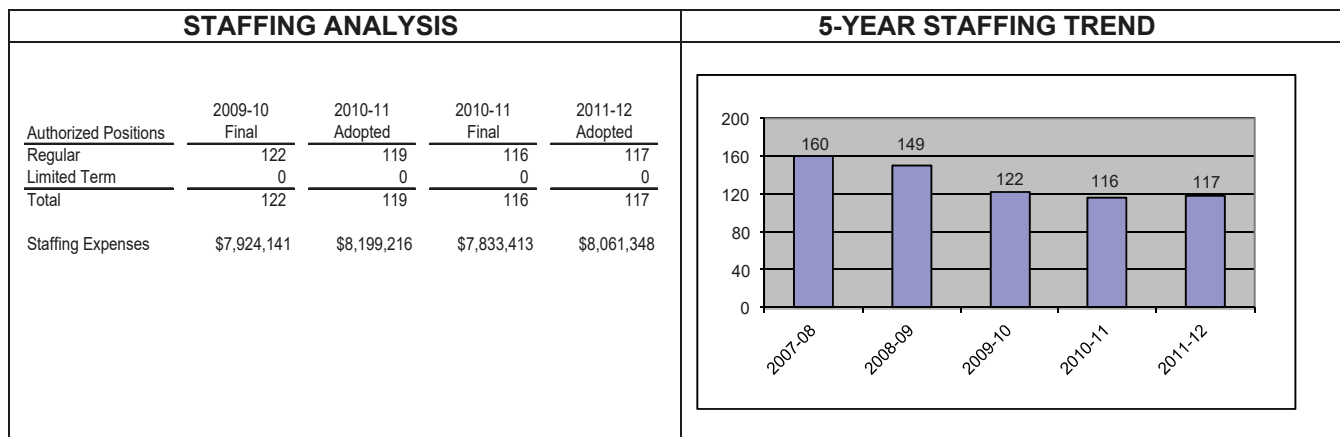 STAFFING ANALYSIS
2009-10 2010-11 2010-11 2011-12
Authorized Positions Final Adopted Final Adopted
Regular 122 119 116 117
Limited Term 0 0 0 0
Total 122 119 116 117
Staffing Expenses $7,924,141 $8,199,216 $7,833,413 $8,061,348
5-YEAR STAFFING TREND
200
160
120
80
40
0
160 149 122 116 117
2007-08 2008-09 2009-10 2010-11 2011-12